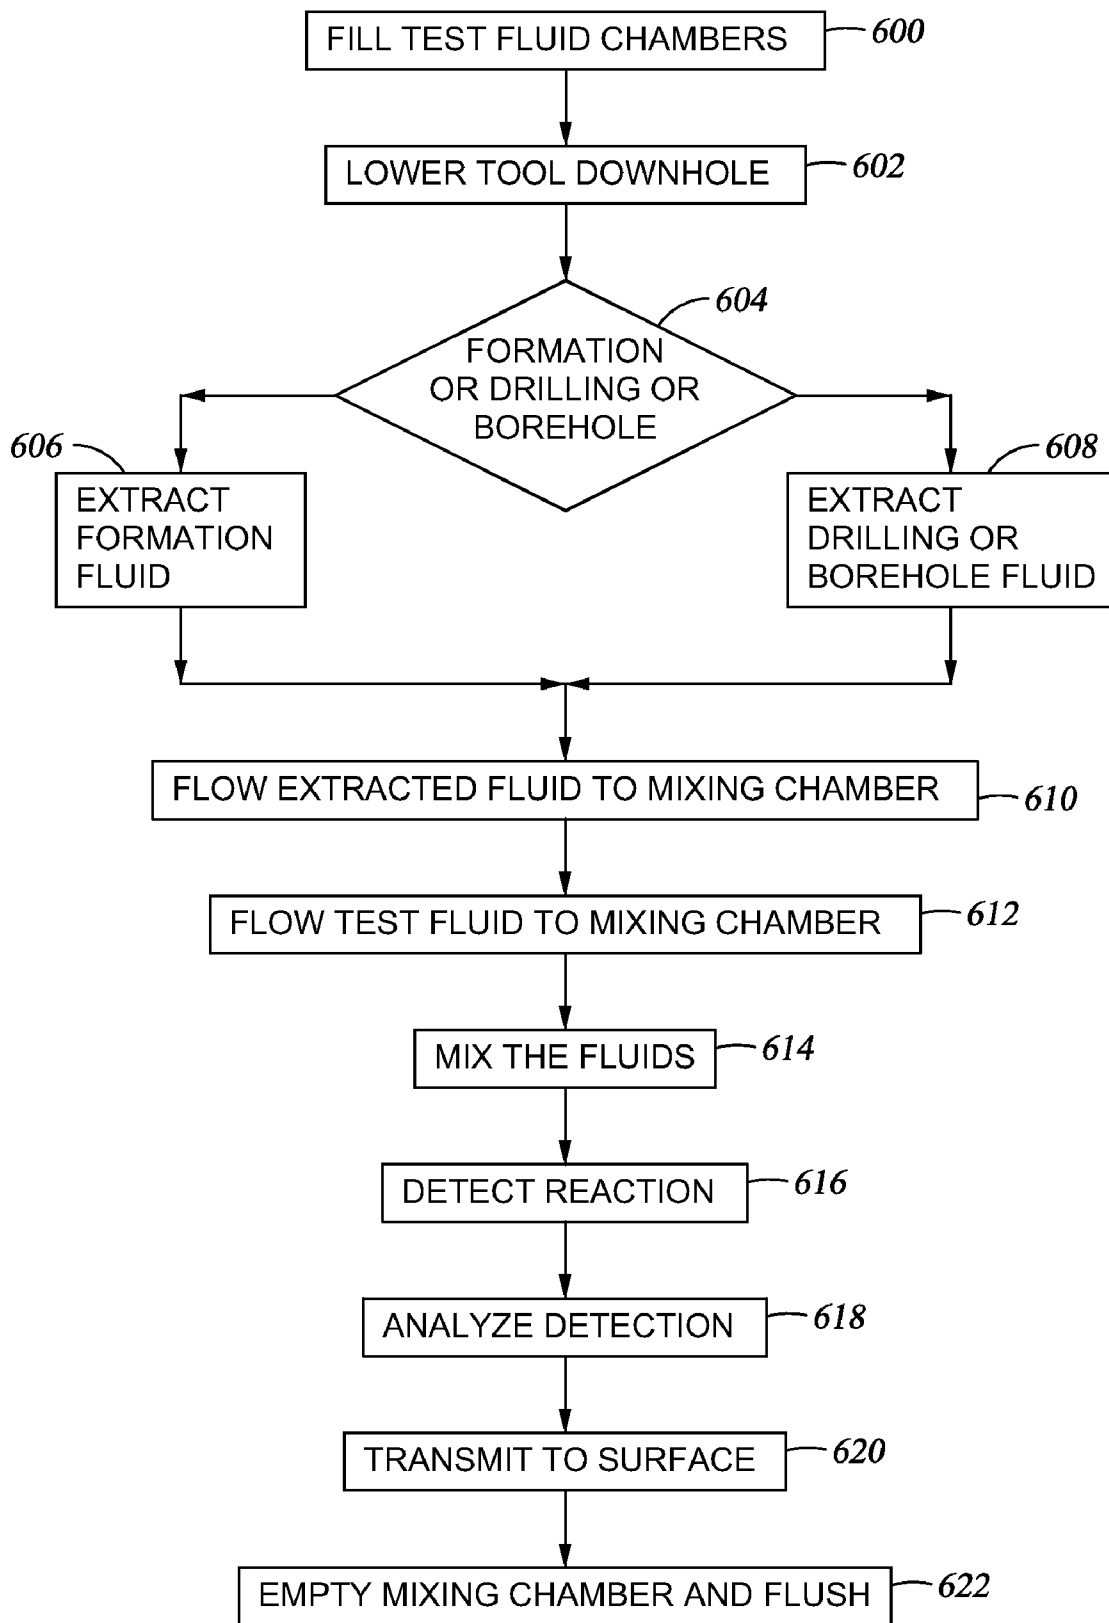 FILL TEST FLUID CHAMBERS
600
LOWER TOOL DOWNHOLE
602
604
FORMATION
OR DRILLING OR
BOREHOLE
606
EXTRACT
FORMATION
FLUID
608
EXTRACT
DRILLING OR
BOREHOLE FLUID
FLOW EXTRACTED FLUID TO MIXING CHAMBER
610
FLOW TEST FLUID TO MIXING CHAMBER
612
MIX THE FLUIDS
614
DETECT REACTION
616
ANALYZE DETECTION
618
TRANSMIT TO SURFACE
620
EMPTY MIXING CHAMBER AND FLUSH
622